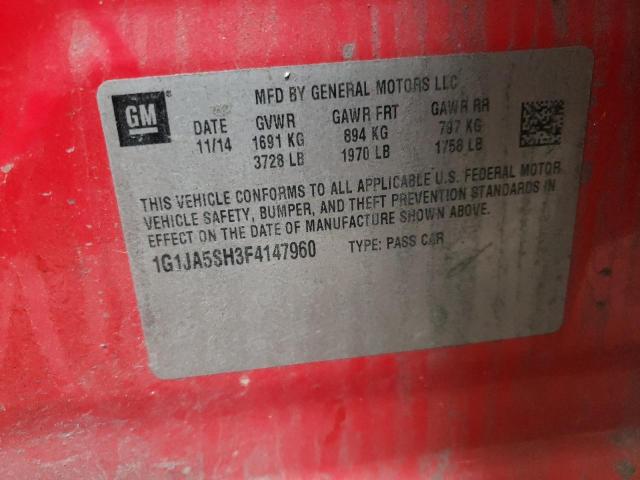 GM
MFD BY GENERAL MOTORS LLC
DATE GVWR GAWR FRT GAWR RR
11/14 1691 KG 894 KG 797 KG
3728 LB 1970 LB 1758 LB
THIS VEHICLE CONFORMS TO ALL APPLICABLE U.S. FEDERAL MOTOR
VEHICLE SAFETY, BUMPER, AND THEFT PREVENTION STANDARDS IN
EFFECT ON THE DATE OF MANUFACTURE SHOWN ABOVE.
1G1JA5SH3F4147960 TYPE: PASS CAR